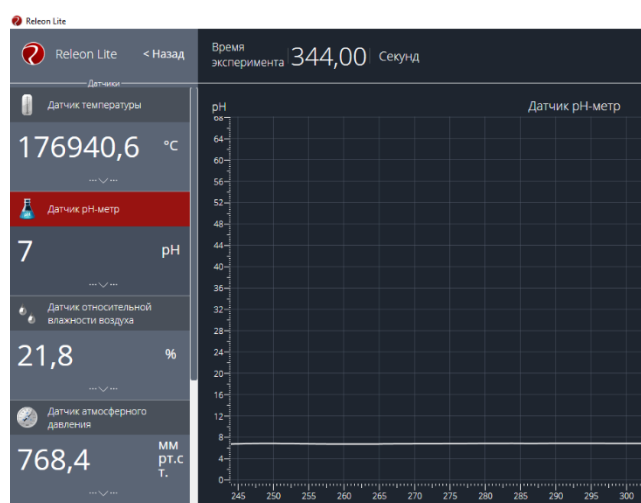 Releon Lite
Releon Lite < Назад
Датчики
Датчик температуры
176940,6 °C
Датчик pH-метр
7 pH
Датчик относительной
влажности воздуха
21,8 %
Датчик атмосферного
давления
768,4 мм
рт.с
т.
Время
эксперимента 344,00 Секунд
pH Датчик pH-метр
68
64
60
56
52
48
44
40
36
32
28
24
20
16
12
8
4
0
245 250 255 260 265 270 275 280 285 290 295 300